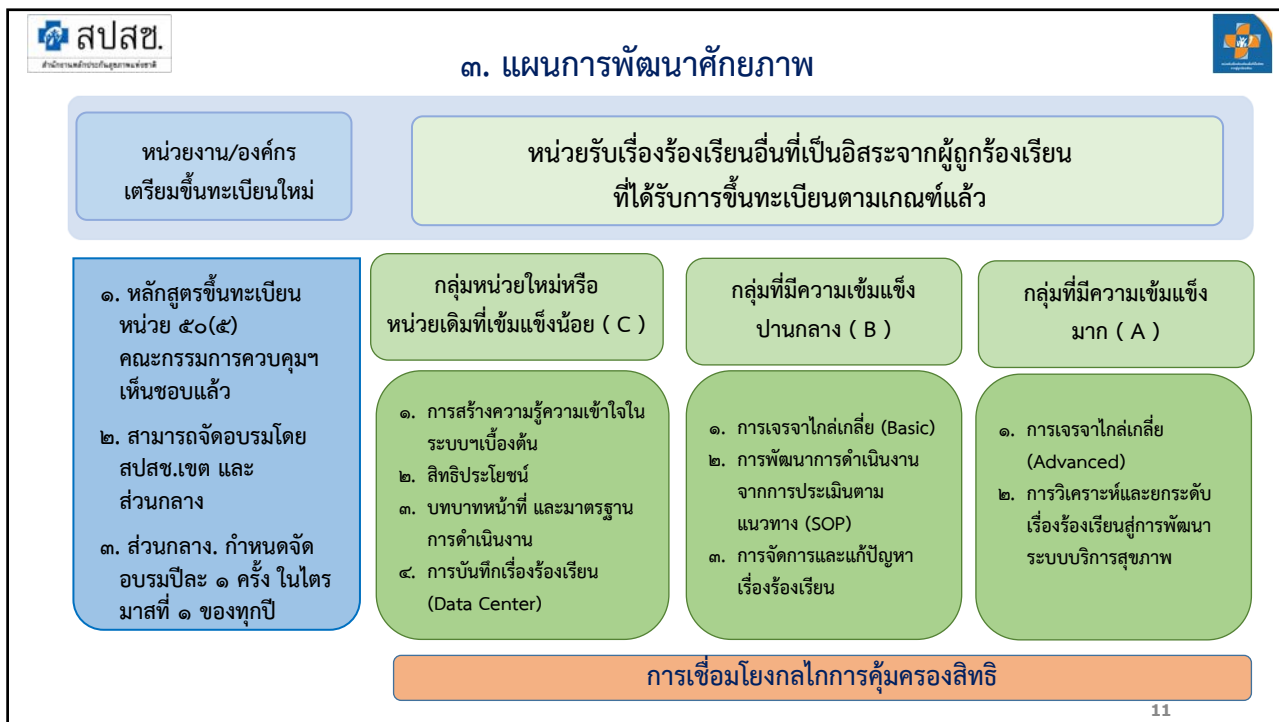 สปสช.
สำนักงานหลักประกันสุขภาพแห่งชาติ
๓. แผนการพัฒนาศักยภาพ
หน่วยงาน/องค์กร
เตรียมขึ้นทะเบียนใหม่
หน่วยรับเรื่องร้องเรียนอื่นที่เป็นอิสระจากผู้ถูกร้องเรียน
ที่ได้รับการขึ้นทะเบียนตามเกณฑ์แล้ว
๑. หลักสูตรขึ้นทะเบียน
หน่วย ๕๐(๕)
คณะกรรมการควบคุมฯ
เห็นชอบแล้ว
๒. สามารถจัดอบรมโดย
สปสช.เขต และ
ส่วนกลาง
๓. ส่วนกลาง. กำหนดจัด
อบรมปีละ ๑ ครั้ง ในไตร
มาสที่ ๑ ของทุกปี
กลุ่มหน่วยใหม่หรือ
หน่วยเดิมที่เข้มแข็งน้อย ( C )
๑. การสร้างความรู้ความเข้าใจใน
ระบบฯเบื้องต้น
๒. สิทธิประโยชน์
๓. บทบาทหน้าที่ และมาตรฐาน
การดำเนินงาน
๔. การบันทึกเรื่องร้องเรียน
(Data Center)
กลุ่มที่มีความเข้มแข็ง
ปานกลาง ( B )
๑. การเจรจาไกล่เกลี่ย (Basic)
๒. การพัฒนาการดำเนินงาน
จากการประเมินตาม
แนวทาง (SOP)
๓. การจัดการและแก้ปัญหา
เรื่องร้องเรียน
กลุ่มที่มีความเข้มแข็ง
มาก ( A )
๑. การเจรจาไกล่เกลี่ย
(Advanced)
๒. การวิเคราะห์และยกระดับ
เรื่องร้องเรียนสู่การพัฒนา
ระบบบริการสุขภาพ
การเชื่อมโยงกลไกการคุ้มครองสิทธิ
11